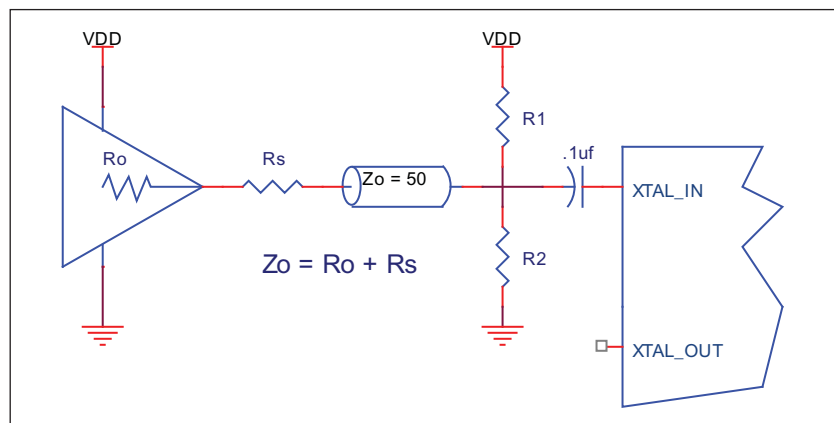 VDD
VDD
R1
Ro
Rs
Zo = 50
.1uf
XTAL_IN
R2
Zo = Ro + Rs
XTAL_OUT